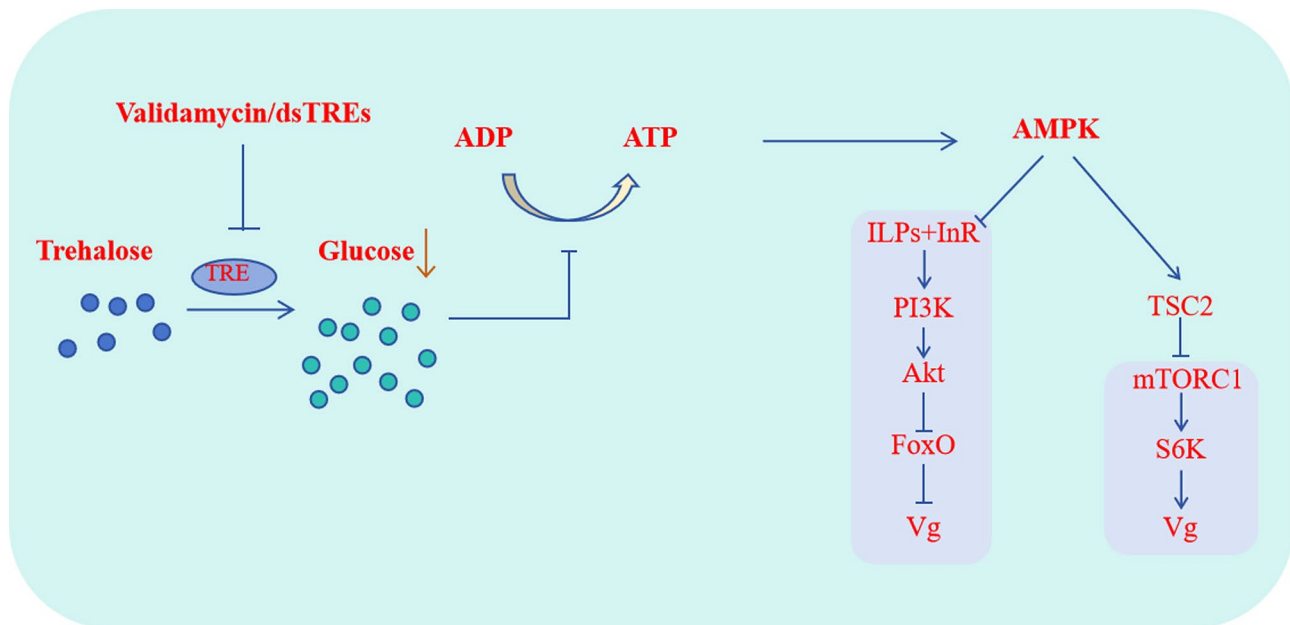 Validamycin/dsTREs
ADP
ATP
AMPK
Trehalose
TRE
Glucose
ILPs+InR
PI3K
Akt
FoxO
Vg
TSC2
mTORC1
S6K
Vg